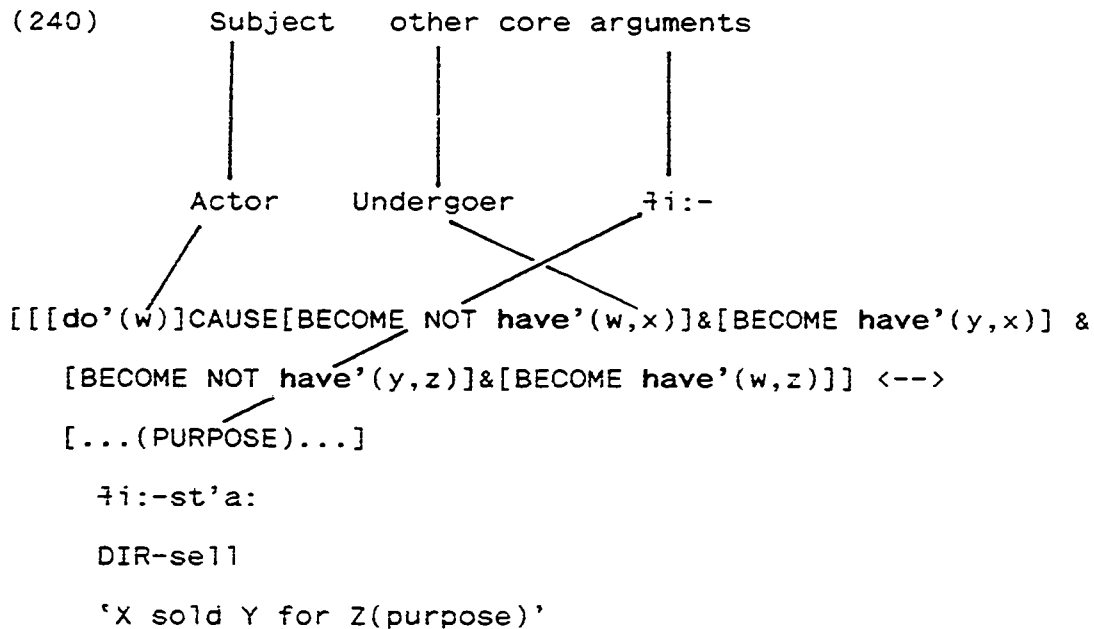 (240) Subject other core arguments
Actor Undergoer ɬi:-
[[[do’(w)]CAUSE[BECOME NOT have’(w,x)]&[BECOME have’(y,x)] &
[BECOME NOT have’(y,z)]&[BECOME have’(w,z)]] <-->
[...(PURPOSE)...]
ɬi:-st’a:
DIR-sell
‘X sold Y for Z(purpose)’